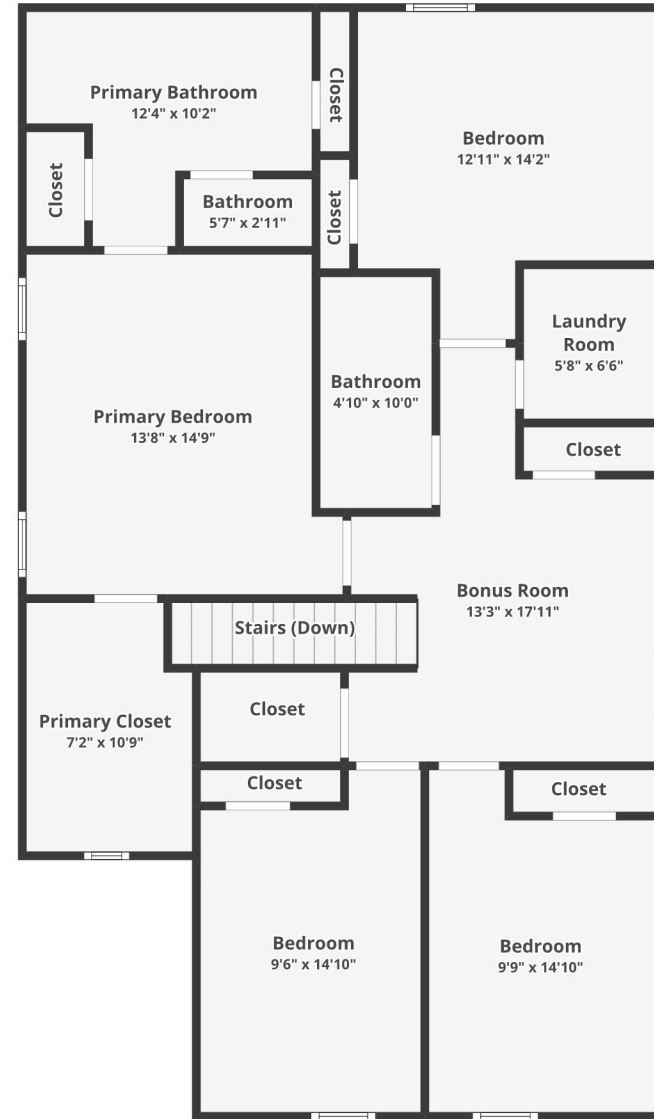 Primary Bathroom
12'4" x 10'2"
Closet
Bedroom
12'11" x 14'2"
Closet
Bathroom
5'7" x 2'11"
Closet
Laundry
Room
5'8" x 6'6"
Bathroom
4'10" x 10'0"
Primary Bedroom
13'8" x 14'9"
Closet
Bonus Room
13'3" x 17'11"
Stairs (Down)
Primary Closet
7'2" x 10'9"
Closet
Closet
Closet
Bedroom
9'6" x 14'10"
Bedroom
9'9" x 14'10"